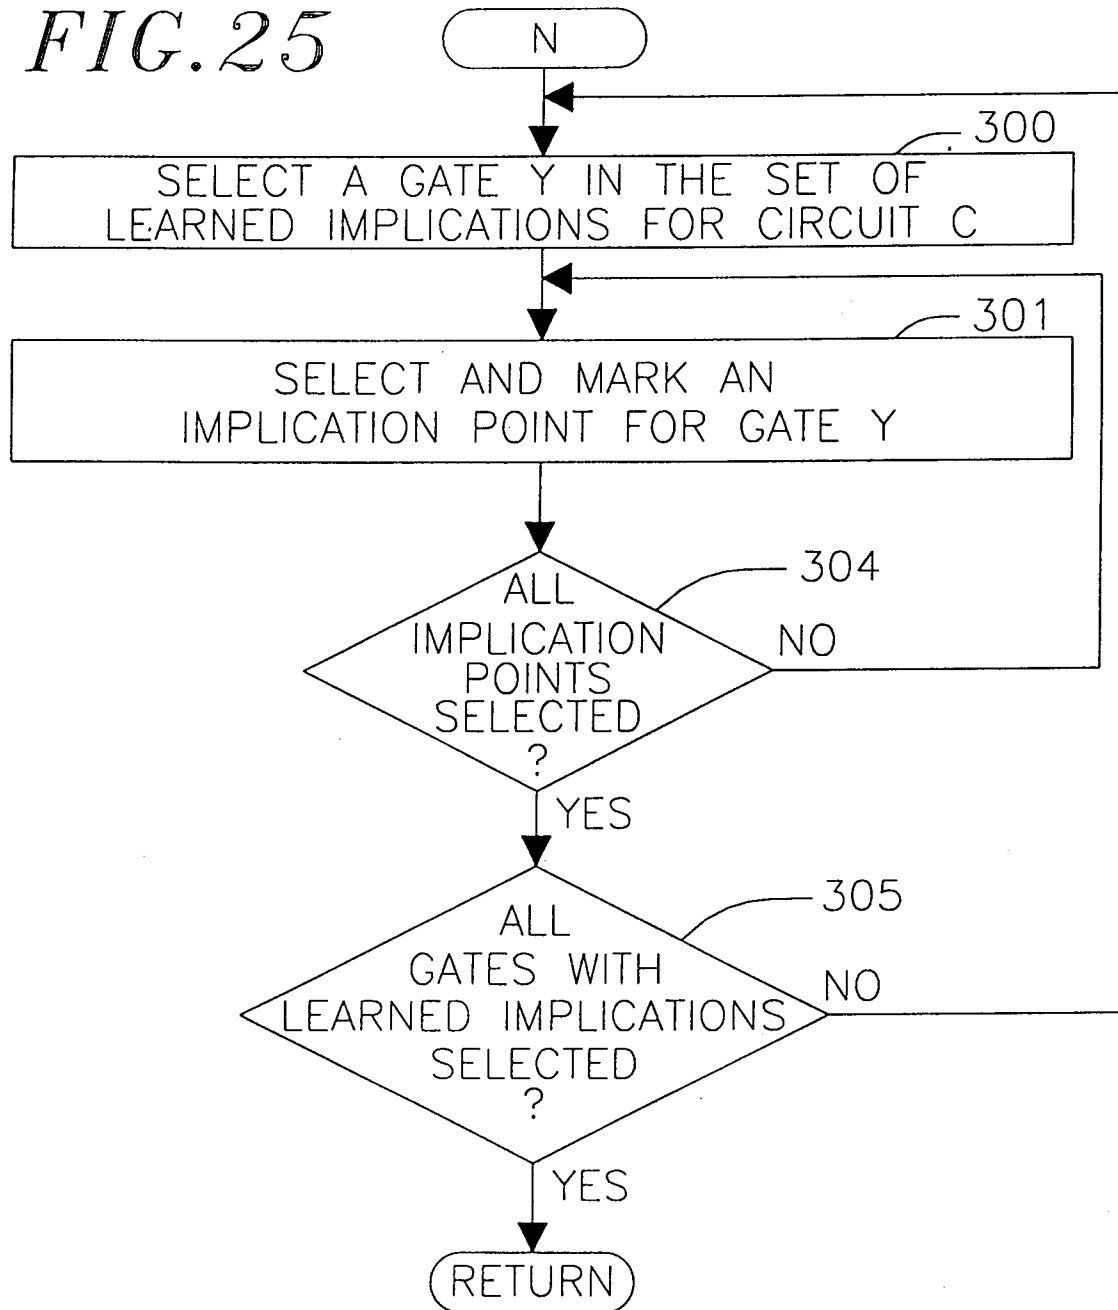 FIG. 25
N
300
SELECT A GATE Y IN THE SET OF
LEARNED IMPLICATIONS FOR CIRCUIT C
301
SELECT AND MARK AN
IMPLICATION POINT FOR GATE Y
304
ALL
IMPLICATION
POINTS
SELECTED
?
NO
YES
305
ALL
GATES WITH
LEARNED IMPLICATIONS
SELECTED
?
NO
YES
RETURN